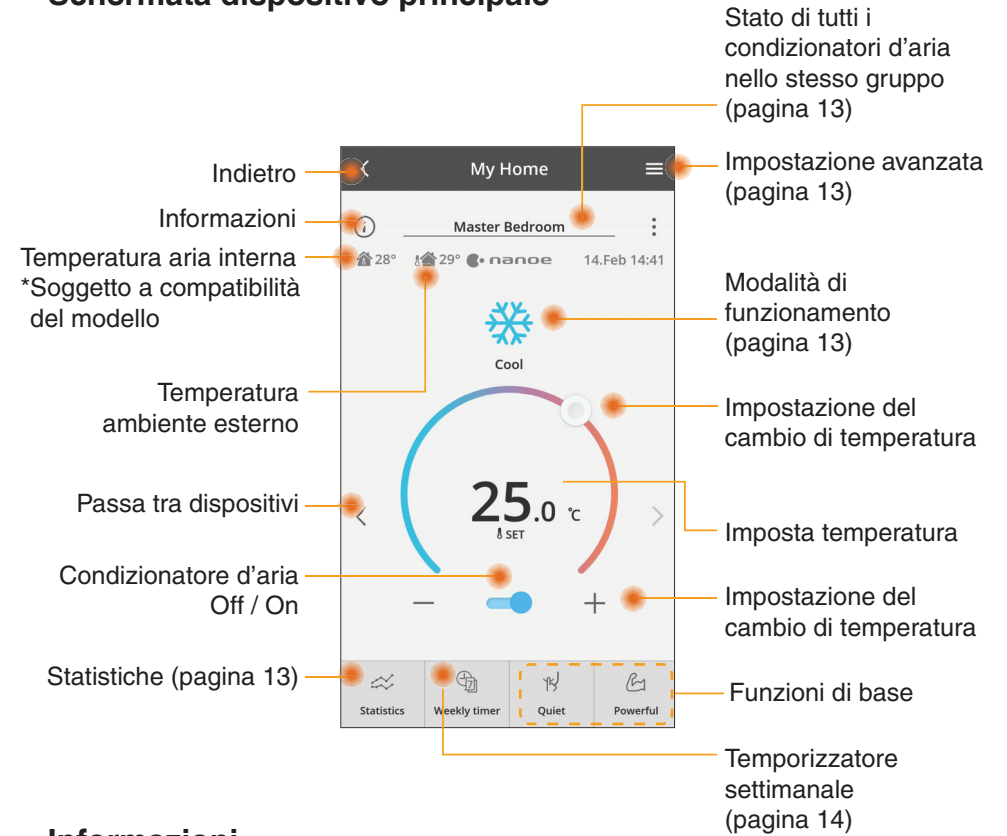 Schermata dispositivo principale
Stato di tutti i
condizionatori d'aria
nello stesso gruppo
(pagina 13)
Indietro
Informazioni
Temperatura aria interna
*Soggetto a compatibilità
del modello
Temperatura
ambiente esterno
Passa tra dispositivi
Condizionatore d'aria
Off / On
Statistiche (pagina 13)
My Home
Master Bedroom
28°
29°
nanoe
14.Feb 14:41
Cool
25.0 °C
SET
Statistics
Weekly timer
7
Quiet
Powerful
Impostazione avanzata
(pagina 13)
Modalità di
funzionamento
(pagina 13)
Impostazione del
cambio di temperatura
Imposta temperatura
Impostazione del
cambio di temperatura
Funzioni di base
Temporizzatore
settimanale
(pagina 14)
Informazioni